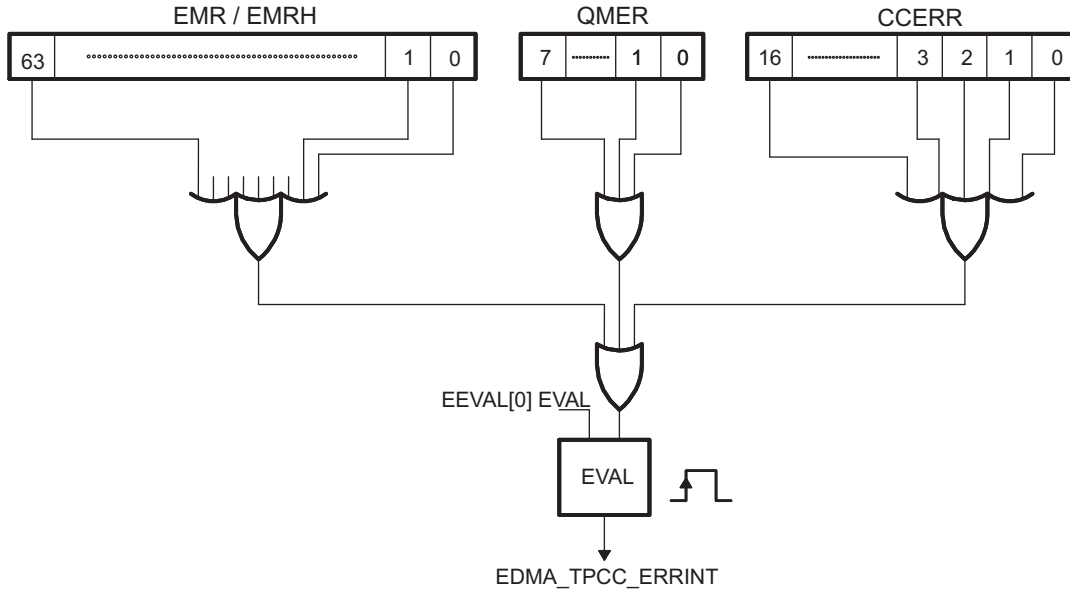 EMR / EMRH QMER CCERR
63 1 0 7 1 0 16 3 2 1 0
EEVAL[0] EVAL
EVAL
EDMA_TPCC_ERRINT